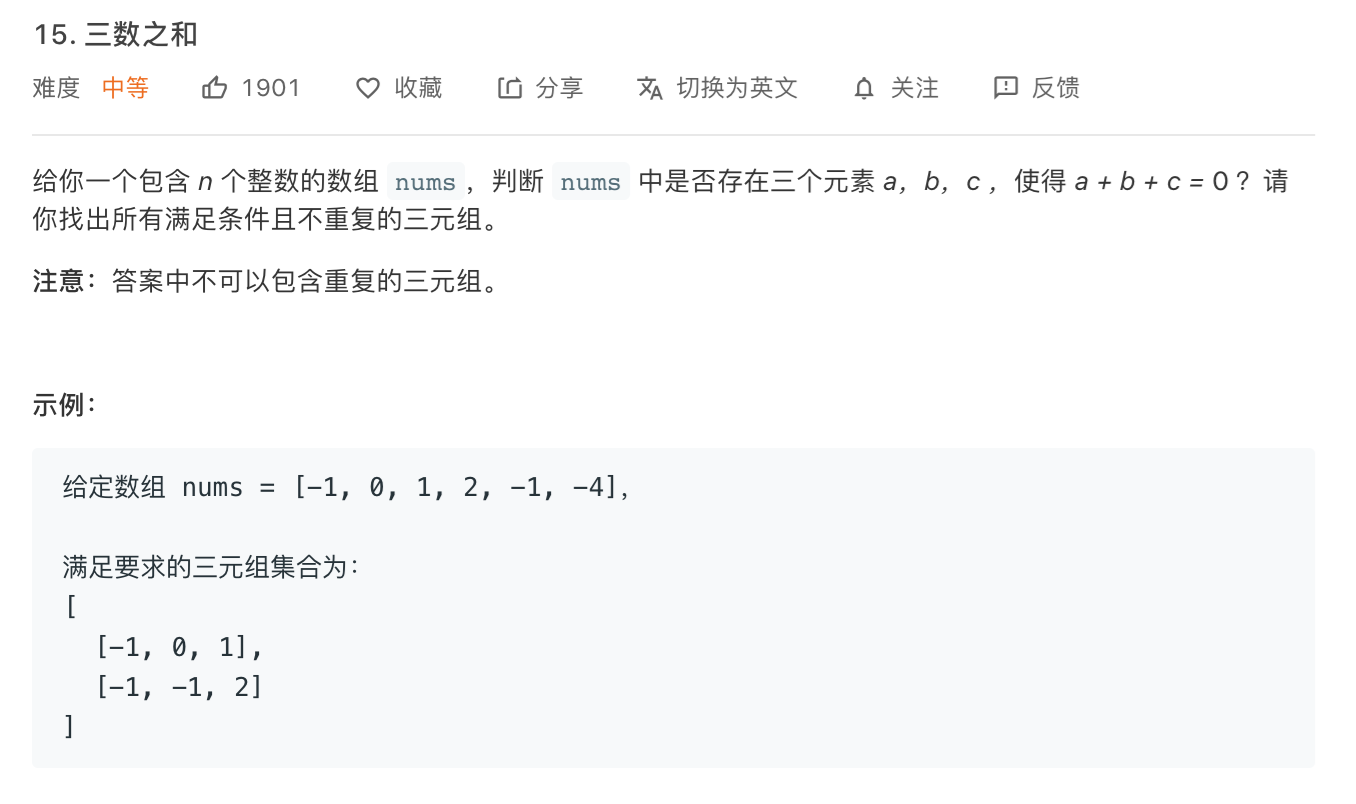 15. 三数之和
难度 中等 1901 收藏 分享 切换为英文 关注 反馈
给你一个包含 n 个整数的数组 nums，判断 nums 中是否存在三个元素 a，b，c ，使得 a + b + c = 0 ？请
你找出所有满足条件且不重复的三元组。
注意：答案中不可以包含重复的三元组。
示例：
给定数组 nums = [-1, 0, 1, 2, -1, -4]，
满足要求的三元组集合为：
[
[-1, 0, 1],
[-1, -1, 2]
]